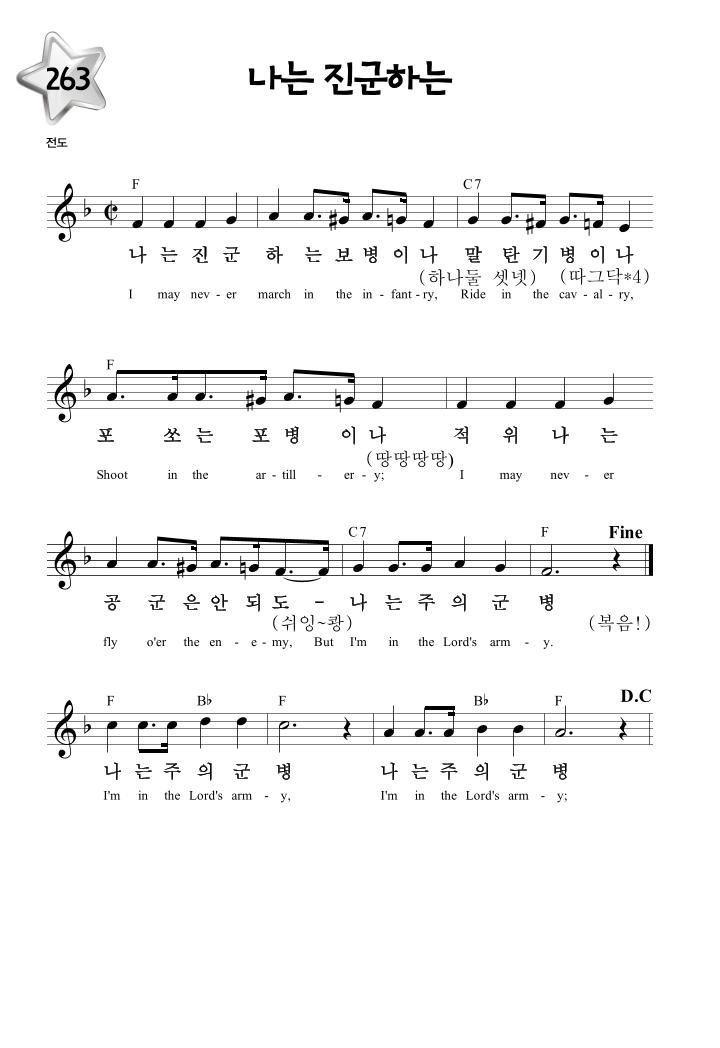 263
나는 진군하는
전도
F C7
나 는 진 군 하 는 보 병 이 나 말 탄 기 병 이 나
(하나둘 셋넷) (따그닥*4)
I may nev - er march in the in - fant - ry, Ride in the cav - al - ry,
F
포 쏘 는 포 병 이 나 적 위 나 는
(땅땅땅땅)
Shoot in the ar - till - er - y; I may nev - er
C7 F Fine
공 군 은 안 되 도 - 나 는 주 의 군 병
(쉬잉~쾅) (복음!)
fly o'er the en - e - my, But I'm in the Lord's arm - y.
F B♭ F B♭ F D.C
나 는 주 의 군 병 나 는 주 의 군 병
I'm in the Lord's arm - y, I'm in the Lord's arm - y;